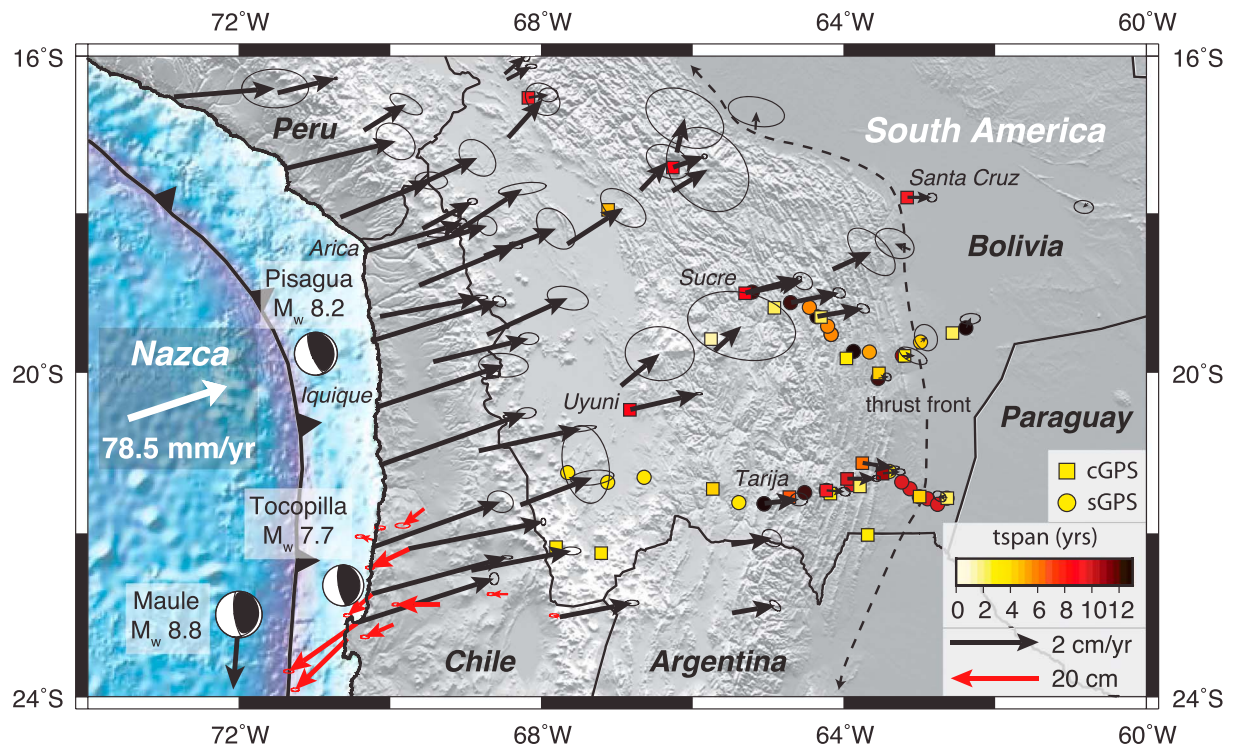 72˚W
68˚W
64˚W
60˚W
16˚S
16˚S
Peru
South America
Santa Cruz
Arica
Bolivia
Pisagua
Mw 8.2
Sucre
Nazca
20˚S
20˚S
Iquique
Uyuni
thrust front
78.5 mm/yr
Paraguay
cGPS
sGPS
Tarija
Tocopilla
Mw 7.7
tspan (yrs)
0 2 4 6 8 10 12
Maule
Mw 8.8
2 cm/yr
Chile
Argentina
20 cm
24˚S
24˚S
72˚W
68˚W
64˚W
60˚W